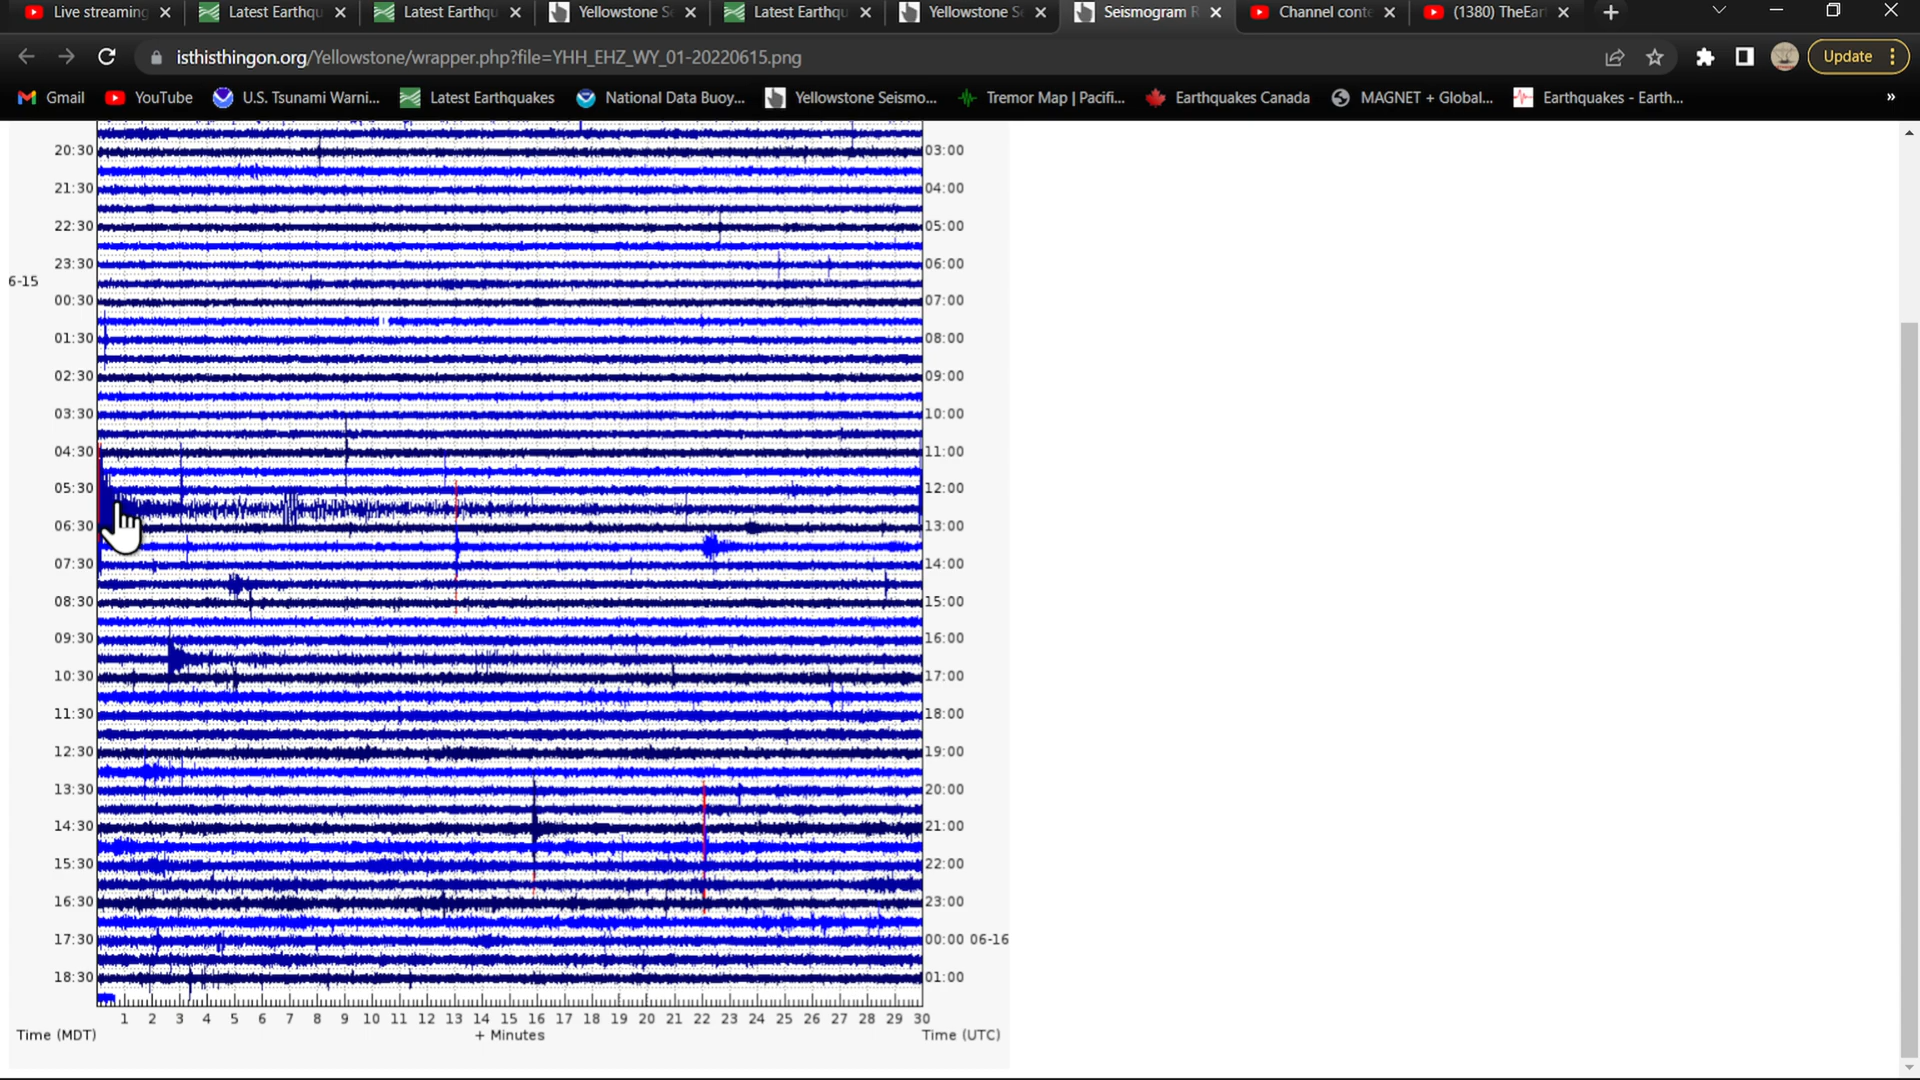 Live streaming
Latest Earthqu
Latest Earthqu
Yellowstone Se
Latest Earthqu
Yellowstone Se
Seismogram R
Channel conte
(1380) TheEar
isthisthingon.org/Yellowstone/wrapper.php?file=YHH_EHZ_WY_01-20220615.png
Update
Gmail
YouTube
U.S. Tsunami Warni...
Latest Earthquakes
National Data Buoy...
Yellowstone Seismo...
Tremor Map | Pacifi...
Earthquakes Canada
MAGNET + Global...
Earthquakes - Earth...
»
20:30 03:00
21:30 04:00
22:30 05:00
23:30 06:00
6-15
00:30 07:00
01:30 08:00
02:30 09:00
03:30 10:00
04:30 11:00
05:30 12:00
06:30 13:00
07:30 14:00
08:30 15:00
09:30 16:00
10:30 17:00
11:30 18:00
12:30 19:00
13:30 20:00
14:30 21:00
15:30 22:00
16:30 23:00
17:30 00:00 06-16
18:30 01:00
1 2 3 4 5 6 7 8 9 10 11 12 13 14 15 16 17 18 19 20 21 22 23 24 25 26 27 28 29 30
Time (MDT) + Minutes Time (UTC)